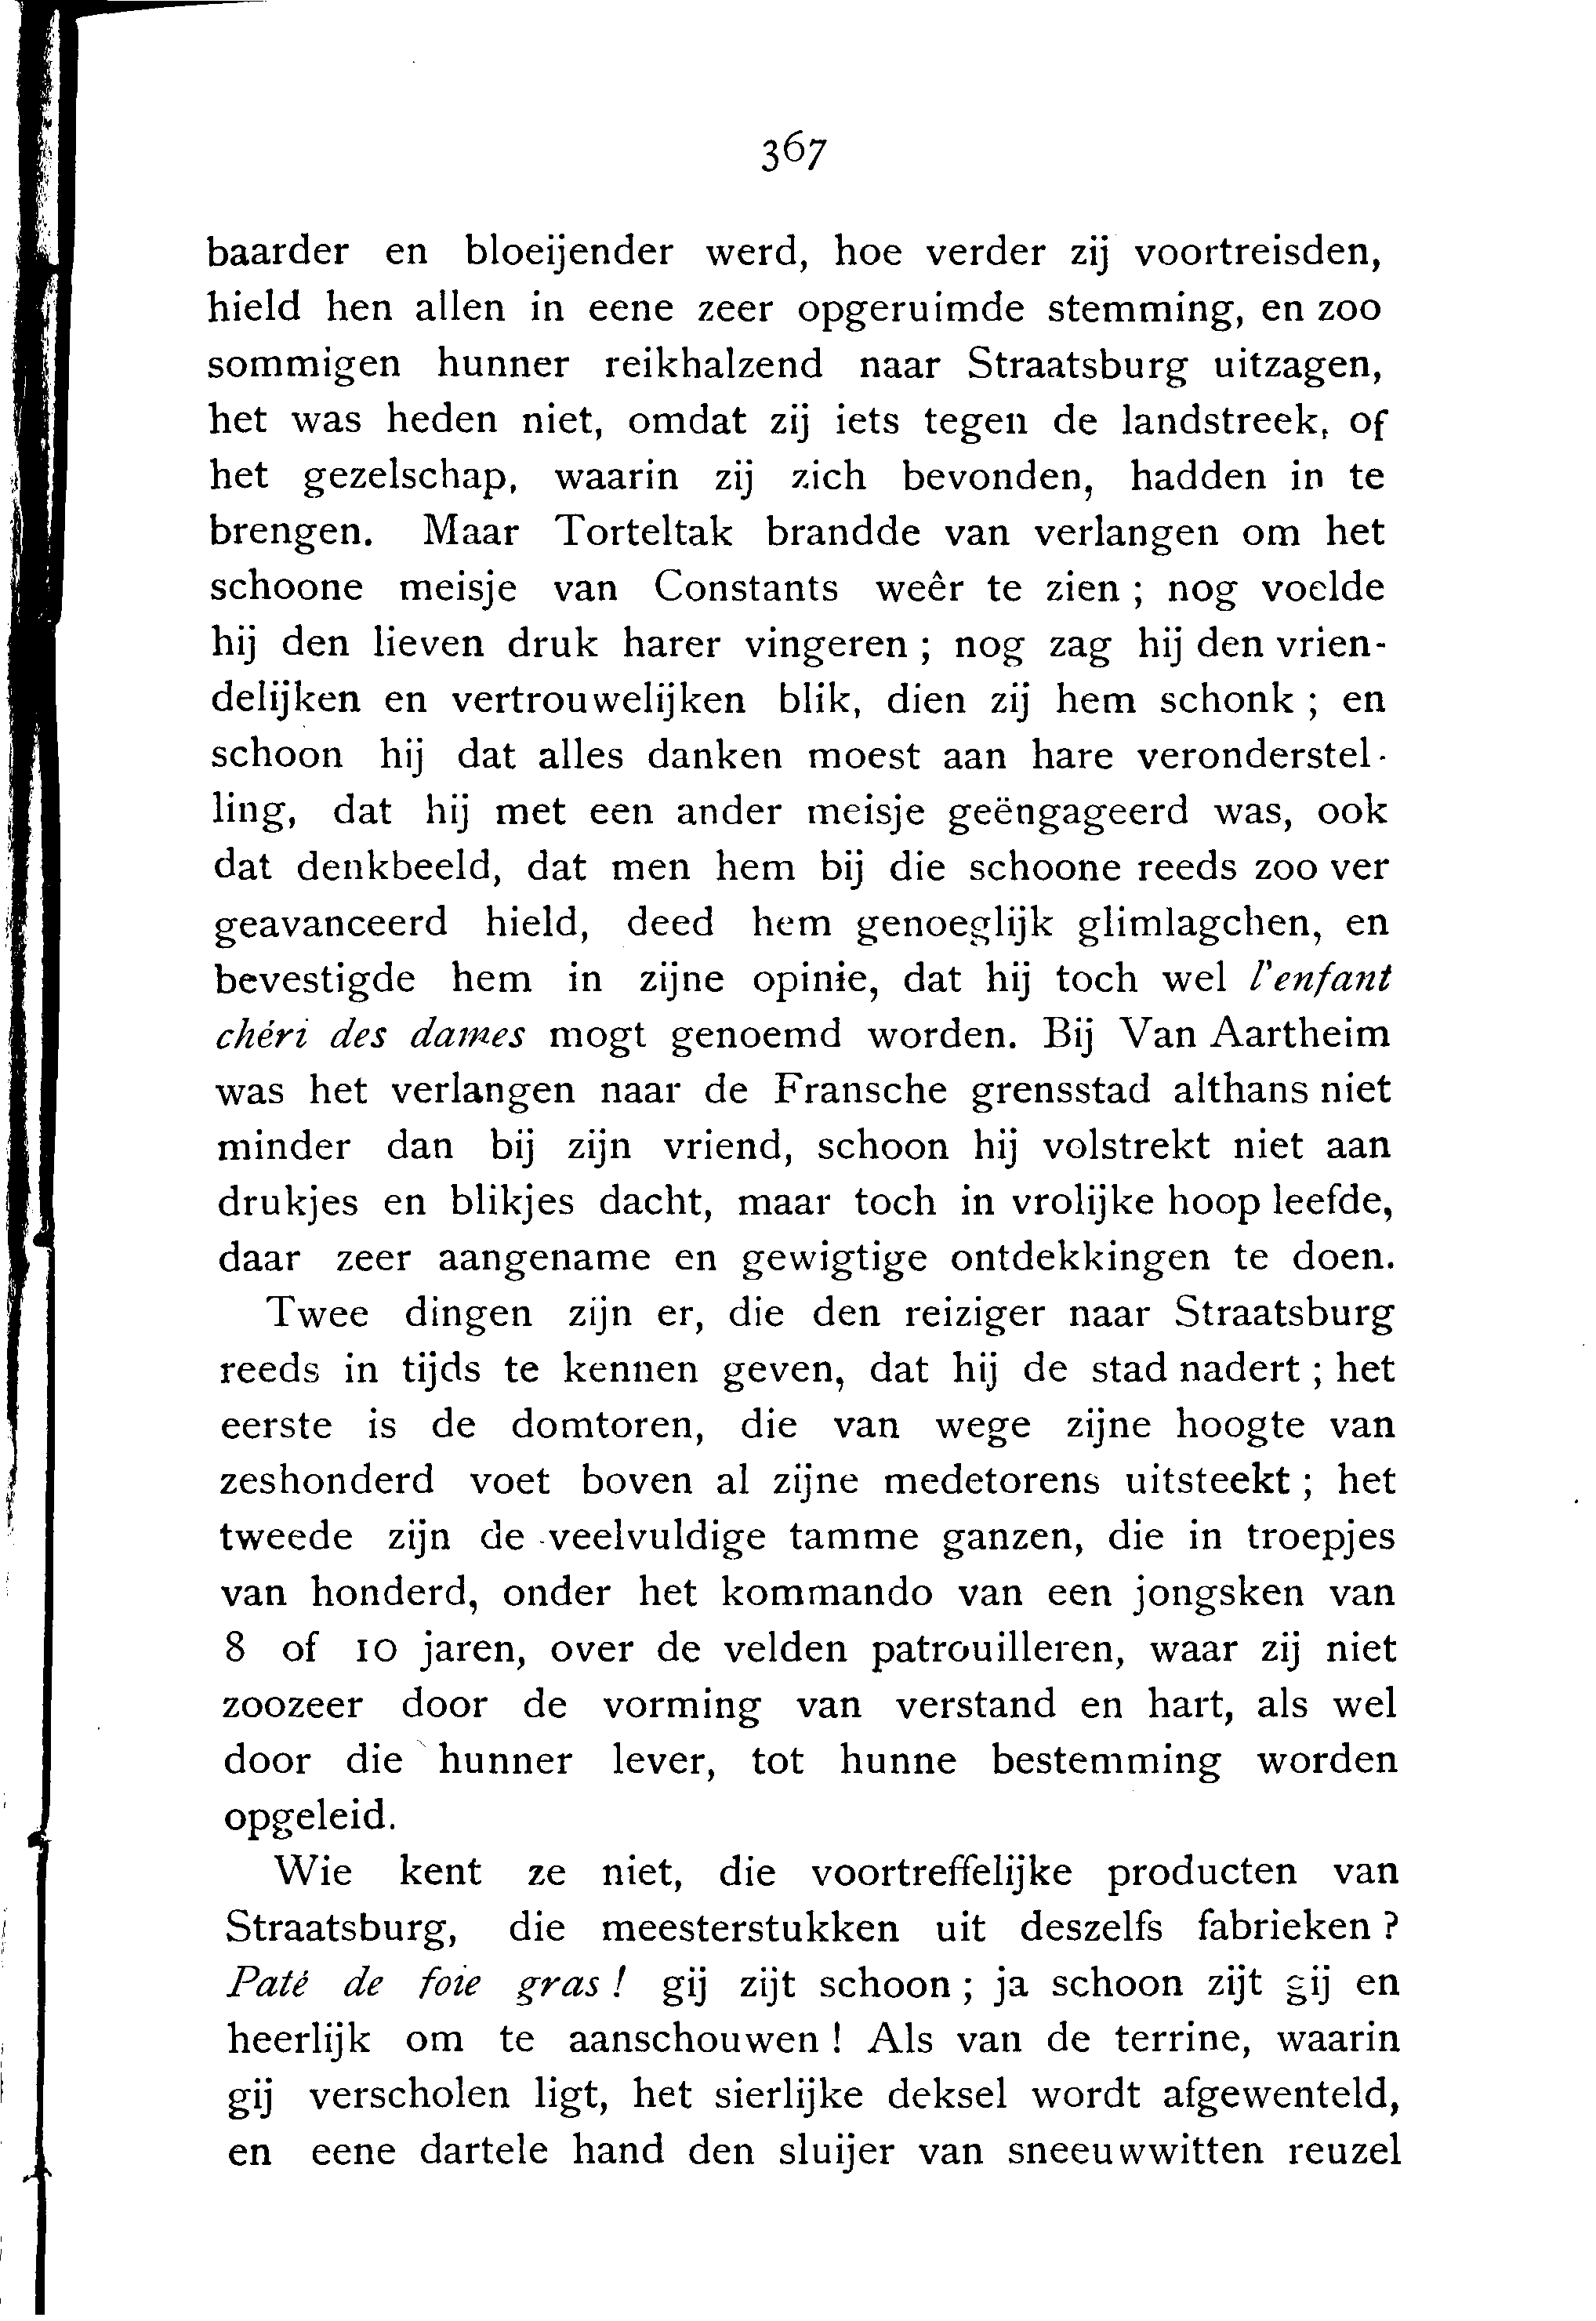 367
baarder en bloeijender werd, hoe verder zij voortreisden,
hield hen allen in eene zeer opgeruimde stemming, en zoo
sommigen hunner reikhalzend naar Straatsburg uitzagen,
het was heden niet, omdat zij iets tegen de landstreek, of
het gezelschap, waarin zij zich bevonden, hadden in te
brengen. Maar Torteltak brandde van verlangen om het
schoone meisje van Constants weêr te zien ; nog voelde
hij den lieven druk harer vingeren ; nog zag hij den vrien-
delijken en vertrouwelijken blik, dien zij hem schonk ; en
schoon hij dat alles danken moest aan hare veronderstel-
ling, dat hij met een ander meisje geëngageerd was, ook
dat denkbeeld, dat men hem bij die schoone reeds zoo ver
geavanceerd hield, deed hem genoeglijk glimlagchen, en
bevestigde hem in zijne opinie, dat hij toch wel l'enfant
chéri des dames mogt genoemd worden. Bij Van Aartheim
was het verlangen naar de Fransche grensstad althans niet
minder dan bij zijn vriend, schoon hij volstrekt niet aan
drukjes en blikjes dacht, maar toch in vrolijke hoop leefde,
daar zeer aangename en gewigtige ontdekkingen te doen.
Twee dingen zijn er, die den reiziger naar Straatsburg
reeds in tijds te kennen geven, dat hij de stad nadert ; het
eerste is de domtoren, die van wege zijne hoogte van
zeshonderd voet boven al zijne medetorens uitsteekt ; het
tweede zijn de veelvuldige tamme ganzen, die in troepjes
van honderd, onder het kommando van een jongsken van
8 of 10 jaren, over de velden patrouilleren, waar zij niet
zoozeer door de vorming van verstand en hart, als wel
door die hunner lever, tot hunne bestemming worden
opgeleid.
Wie kent ze niet, die voortreffelijke producten van
Straatsburg, die meesterstukken uit deszelfs fabrieken ?
Paté de foie gras ! gij zijt schoon ; ja schoon zijt gij en
heerlijk om te aanschouwen ! Als van de terrine, waarin
gij verscholen ligt, het sierlijke deksel wordt afgewenteld,
en eene dartele hand den sluijer van sneeuwwitten reuzel